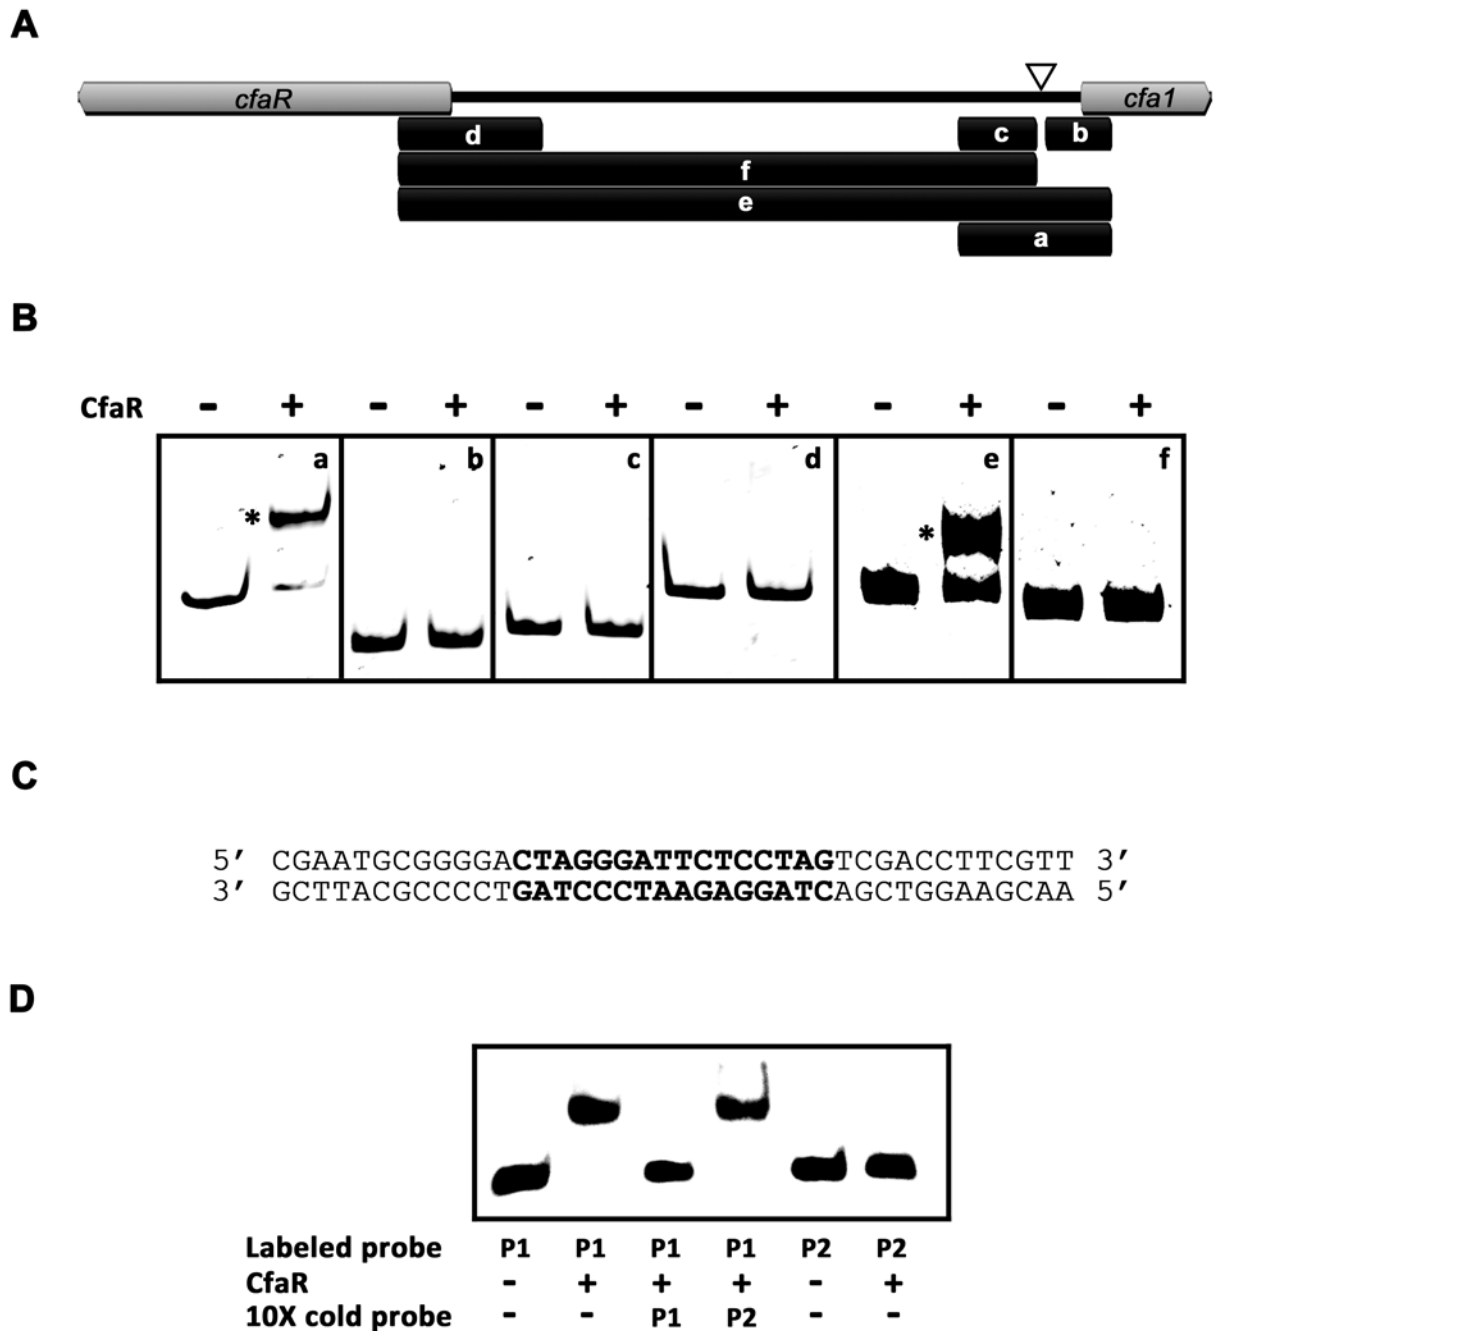 A
cfaR cfa1
d c b
f
e
a
B
CfaR - + - + - + - + - + - +
a b c d e f
* *
C
5′ CGAATGCGGGGACTAGGGATTCTCCTAGTCGACCTTCGTT 3′
3′ GCTTACGCCCCTGATCCCTAAGAGGATCAGCTGGAAGCAA 5′
D
Labeled probe P1 P1 P1 P1 P2 P2
CfaR - + + + - +
10X cold probe - - P1 P2 - -